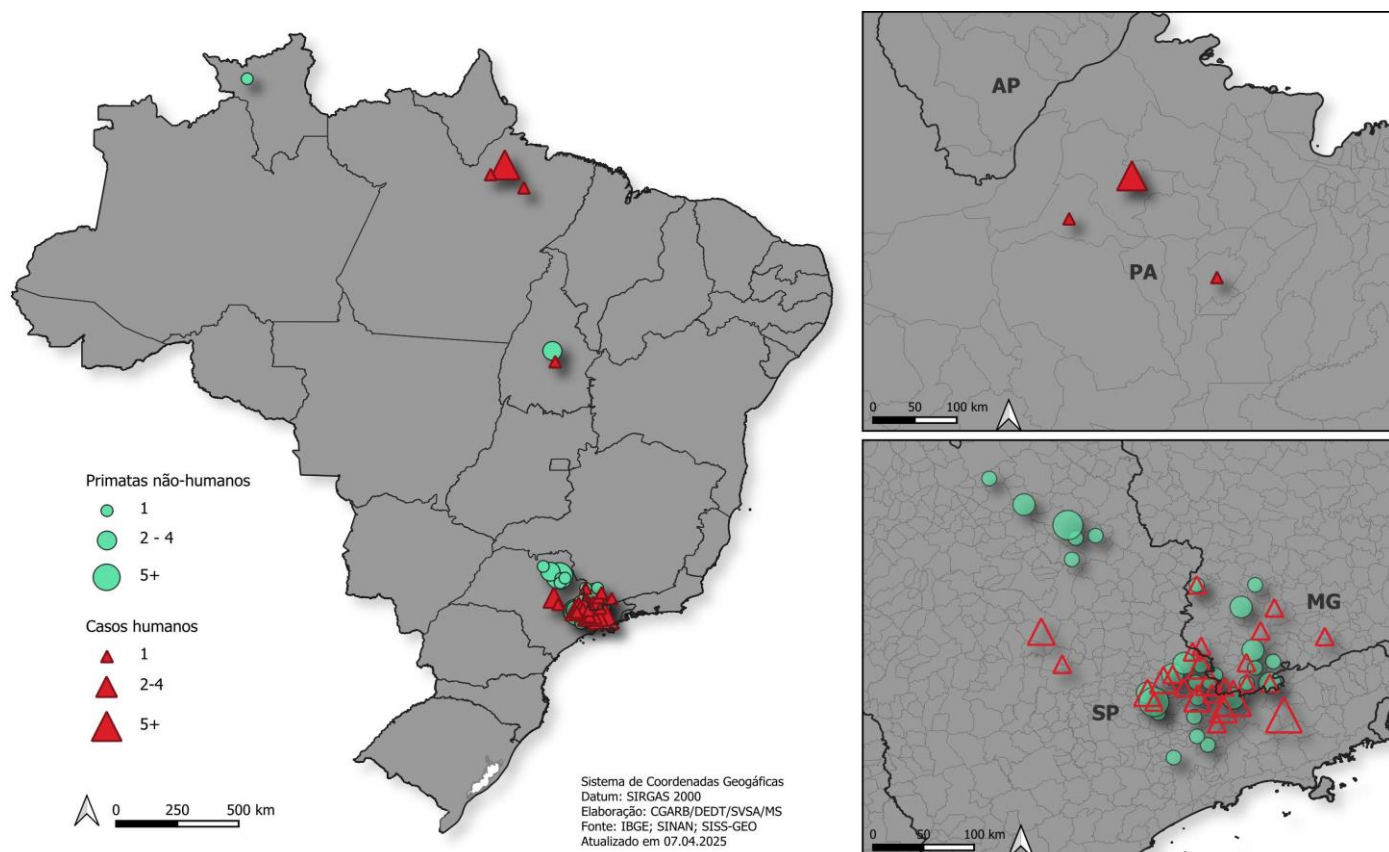 Primatas não-humanos
1
2 - 4
5+
Casos humanos
1
2-4
5+
0 250 500 km
Sistema de Coordenadas Geogáficas
Datum: SIRGAS 2000
Elaboração: CGARB/DEDT/SVSA/MS
Fonte: IBGE; SINAN; SISS-GEO
Atualizado em 07.04.2025
AP
PA
0 50 100 km
MG
SP
0 50 100 km